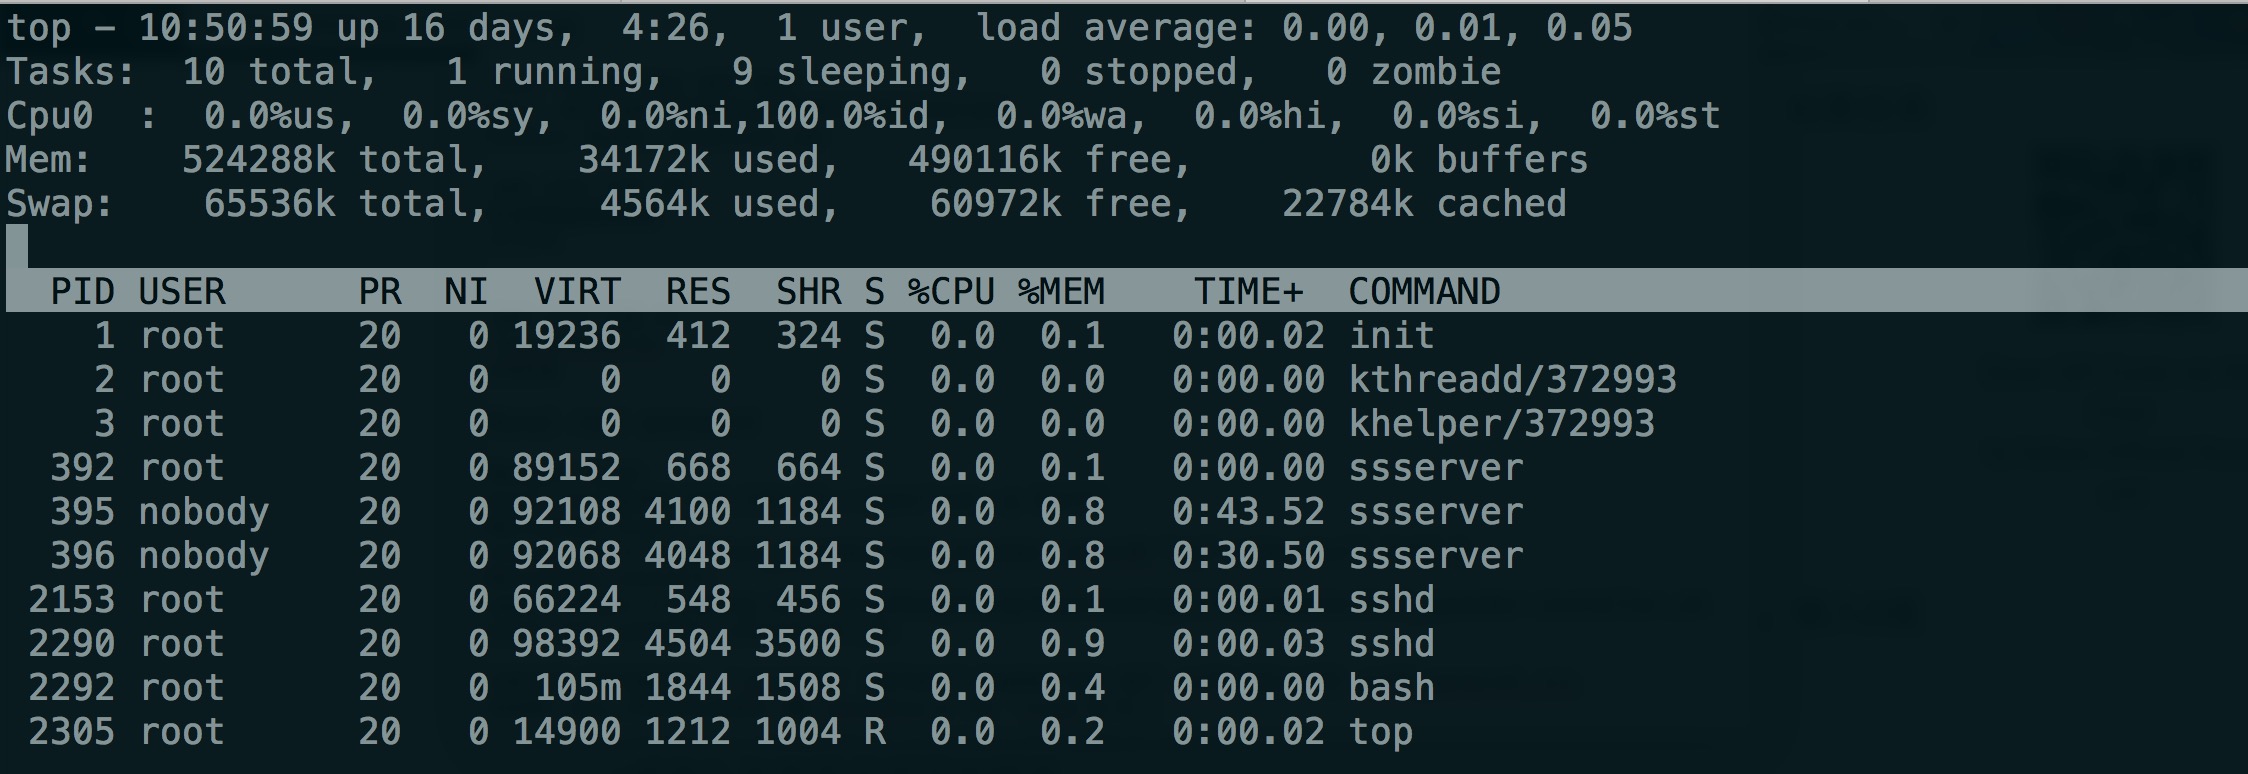 top - 10:50:59 up 16 days,  4:26,  1 user,  load average: 0.00, 0.01, 0.05
Tasks:  10 total,   1 running,   9 sleeping,   0 stopped,   0 zombie
Cpu0  :  0.0%us,  0.0%sy,  0.0%ni,100.0%id,  0.0%wa,  0.0%hi,  0.0%si,  0.0%st
Mem:    524288k total,    34172k used,   490116k free,        0k buffers
Swap:    65536k total,     4564k used,    60972k free,    22784k cached
  PID USER      PR  NI  VIRT  RES  SHR S %CPU %MEM    TIME+  COMMAND
    1 root      20   0 19236  412  324 S  0.0  0.1   0:00.02 init
    2 root      20   0     0    0    0 S  0.0  0.0   0:00.00 kthreadd/372993
    3 root      20   0     0    0    0 S  0.0  0.0   0:00.00 khelper/372993
  392 root      20   0 89152  668  664 S  0.0  0.1   0:00.00 ssserver
  395 nobody    20   0 92108 4100 1184 S  0.0  0.8   0:43.52 ssserver
  396 nobody    20   0 92068 4048 1184 S  0.0  0.8   0:30.50 ssserver
 2153 root      20   0 66224  548  456 S  0.0  0.1   0:00.01 sshd
 2290 root      20   0 98392 4504 3500 S  0.0  0.9   0:00.03 sshd
 2292 root      20   0  105m 1844 1508 S  0.0  0.4   0:00.00 bash
 2305 root      20   0 14900 1212 1004 R  0.0  0.2   0:00.02 top